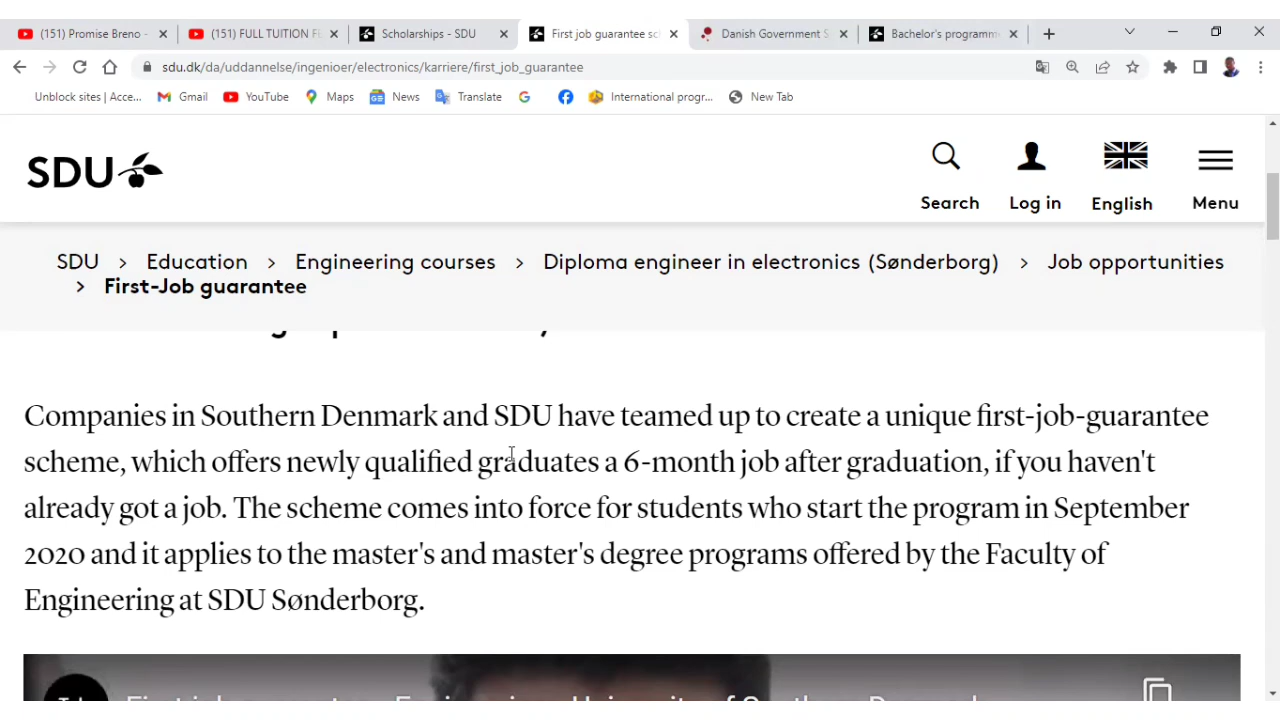 (151) Promise Breno -
(151) FULL TUITION F
Scholarships - SDU
First job guarantee sc
Danish Government S
Bachelor's programm
sdu.dk/da/uddannelse/ingenioer/electronics/karriere/first_job_guarantee
Unblock sites | Acce...
Gmail
YouTube
Maps
News
Translate
International progr...
New Tab
SDU
Search
Log in
English
Menu
SDU > Education > Engineering courses > Diploma engineer in electronics (Sønderborg) > Job opportunities
> First-Job guarantee
Companies in Southern Denmark and SDU have teamed up to create a unique first-job-guarantee
scheme, which offers newly qualified graduates a 6-month job after graduation, if you haven't
already got a job. The scheme comes into force for students who start the program in September
2020 and it applies to the master's and master's degree programs offered by the Faculty of
Engineering at SDU Sønderborg.